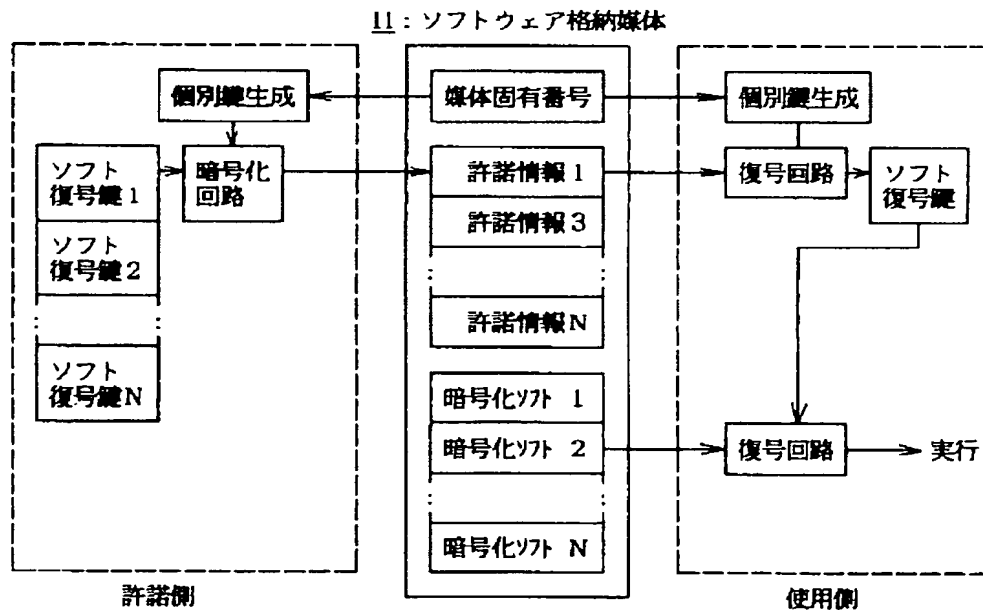 11：ソフトウェア格納媒体
個別鍵生成
ソフト
復号鍵1
ソフト
復号鍵2
ソフト
復号鍵N
暗号化
回路
許諾側
媒体固有番号
許諾情報1
許諾情報3
許諾情報N
暗号化ソフト 1
暗号化ソフト 2
暗号化ソフト N
個別鍵生成
復号回路
ソフト
復号鍵
復号回路
実行
使用側